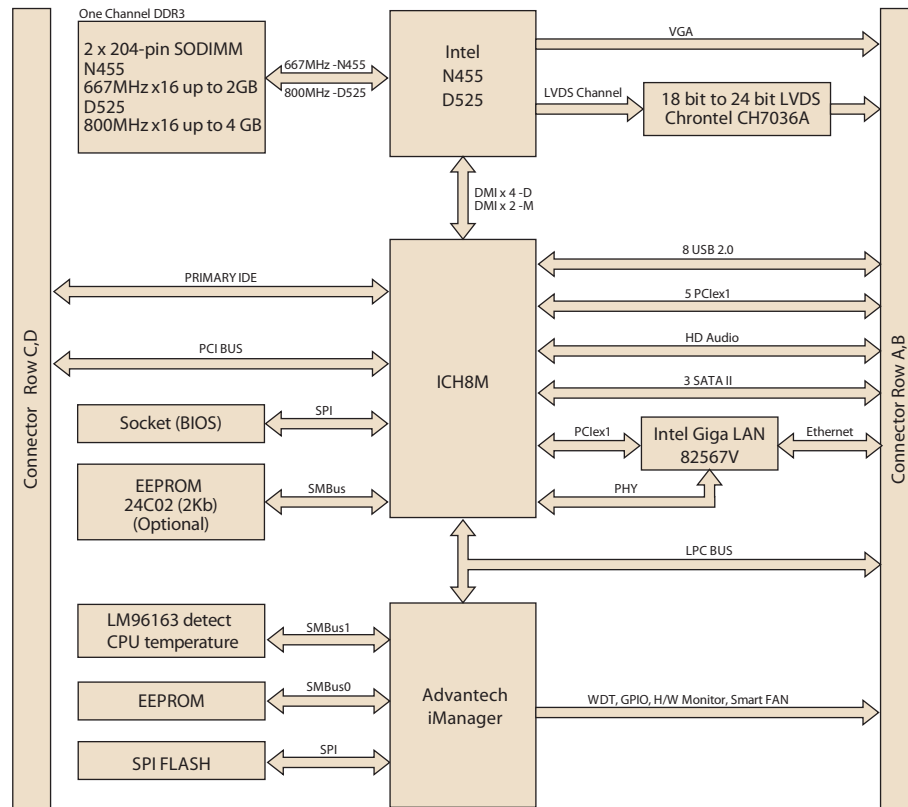 One Channel DDR3
2 x 204-pin SODIMM
N455
667MHz x16 up to 2GB
D525
800MHz x16 up to 4 GB
667MHz -N455
800MHz -D525
Intel
N455
D525
VGA
LVDS Channel
18 bit to 24 bit LVDS
Chrontel CH7036A
DMI x 4 -D
DMI x 2 -M
Connector Row C,D
Connector Row A,B
PRIMARY IDE
PCI BUS
ICH8M
8 USB 2.0
5 PCIex1
HD Audio
3 SATA II
Socket (BIOS)
SPI
PCIex1
Intel Giga LAN
82567V
Ethernet
EEPROM
24C02 (2Kb)
(Optional)
SMBus
PHY
LPC BUS
LM96163 detect
CPU temperature
SMBus1
EEPROM
SMBus0
SPI FLASH
SPI
Advantech
iManager
WDT, GPIO, H/W Monitor, Smart FAN